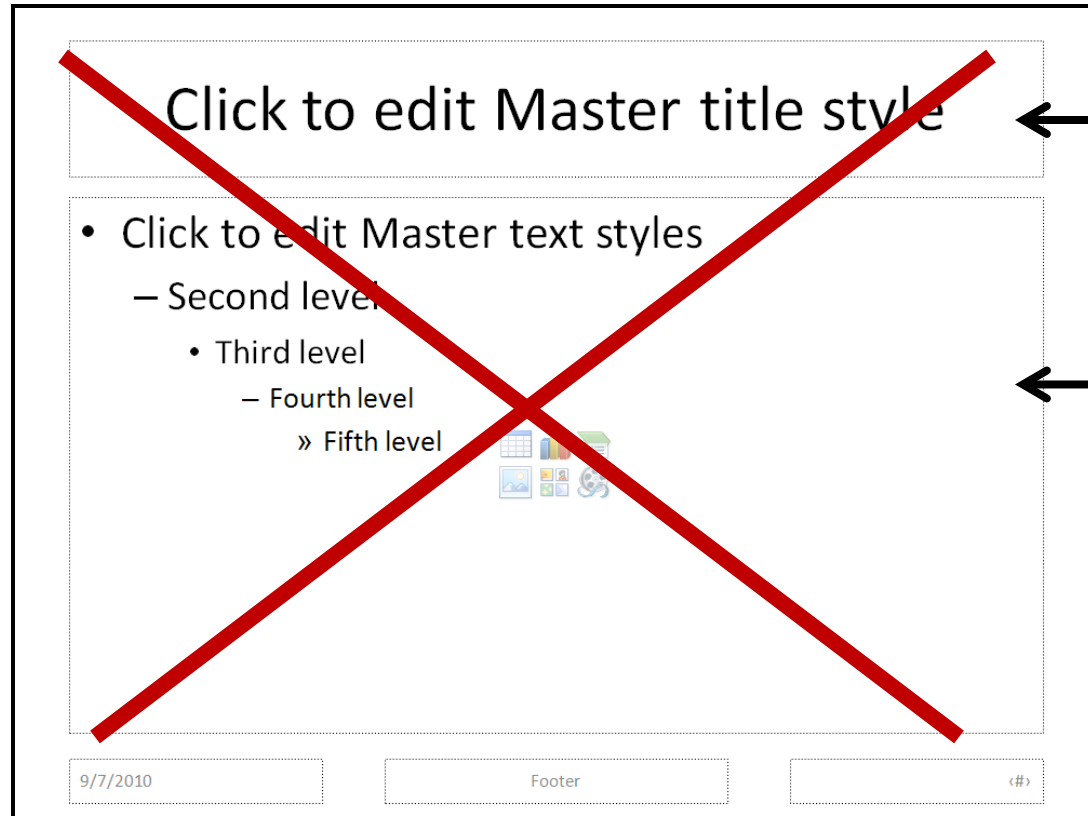 Click to edit Master title style
• Click to edit Master text styles
– Second level
• Third level
– Fourth level
» Fifth level
9/7/2010 Footer ‹#›